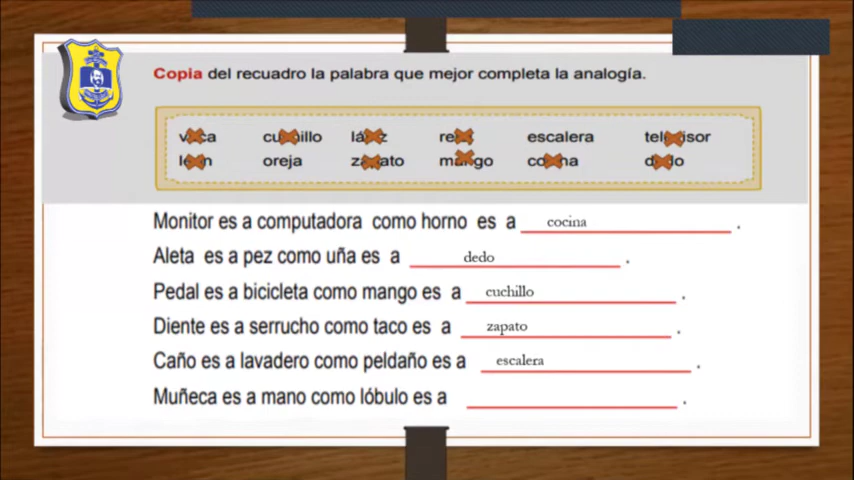 Copia del recuadro la palabra que mejor completa la analogía.
escalera
oreja
Monitor es a computadora como horno es a cocina .
Aleta es a pez como uña es a dedo .
Pedal es a bicicleta como mango es a cuchillo .
Diente es a serrucho como taco es a zapato .
Caño es a lavadero como peldaño es a escalera .
Muñeca es a mano como lóbulo es a .